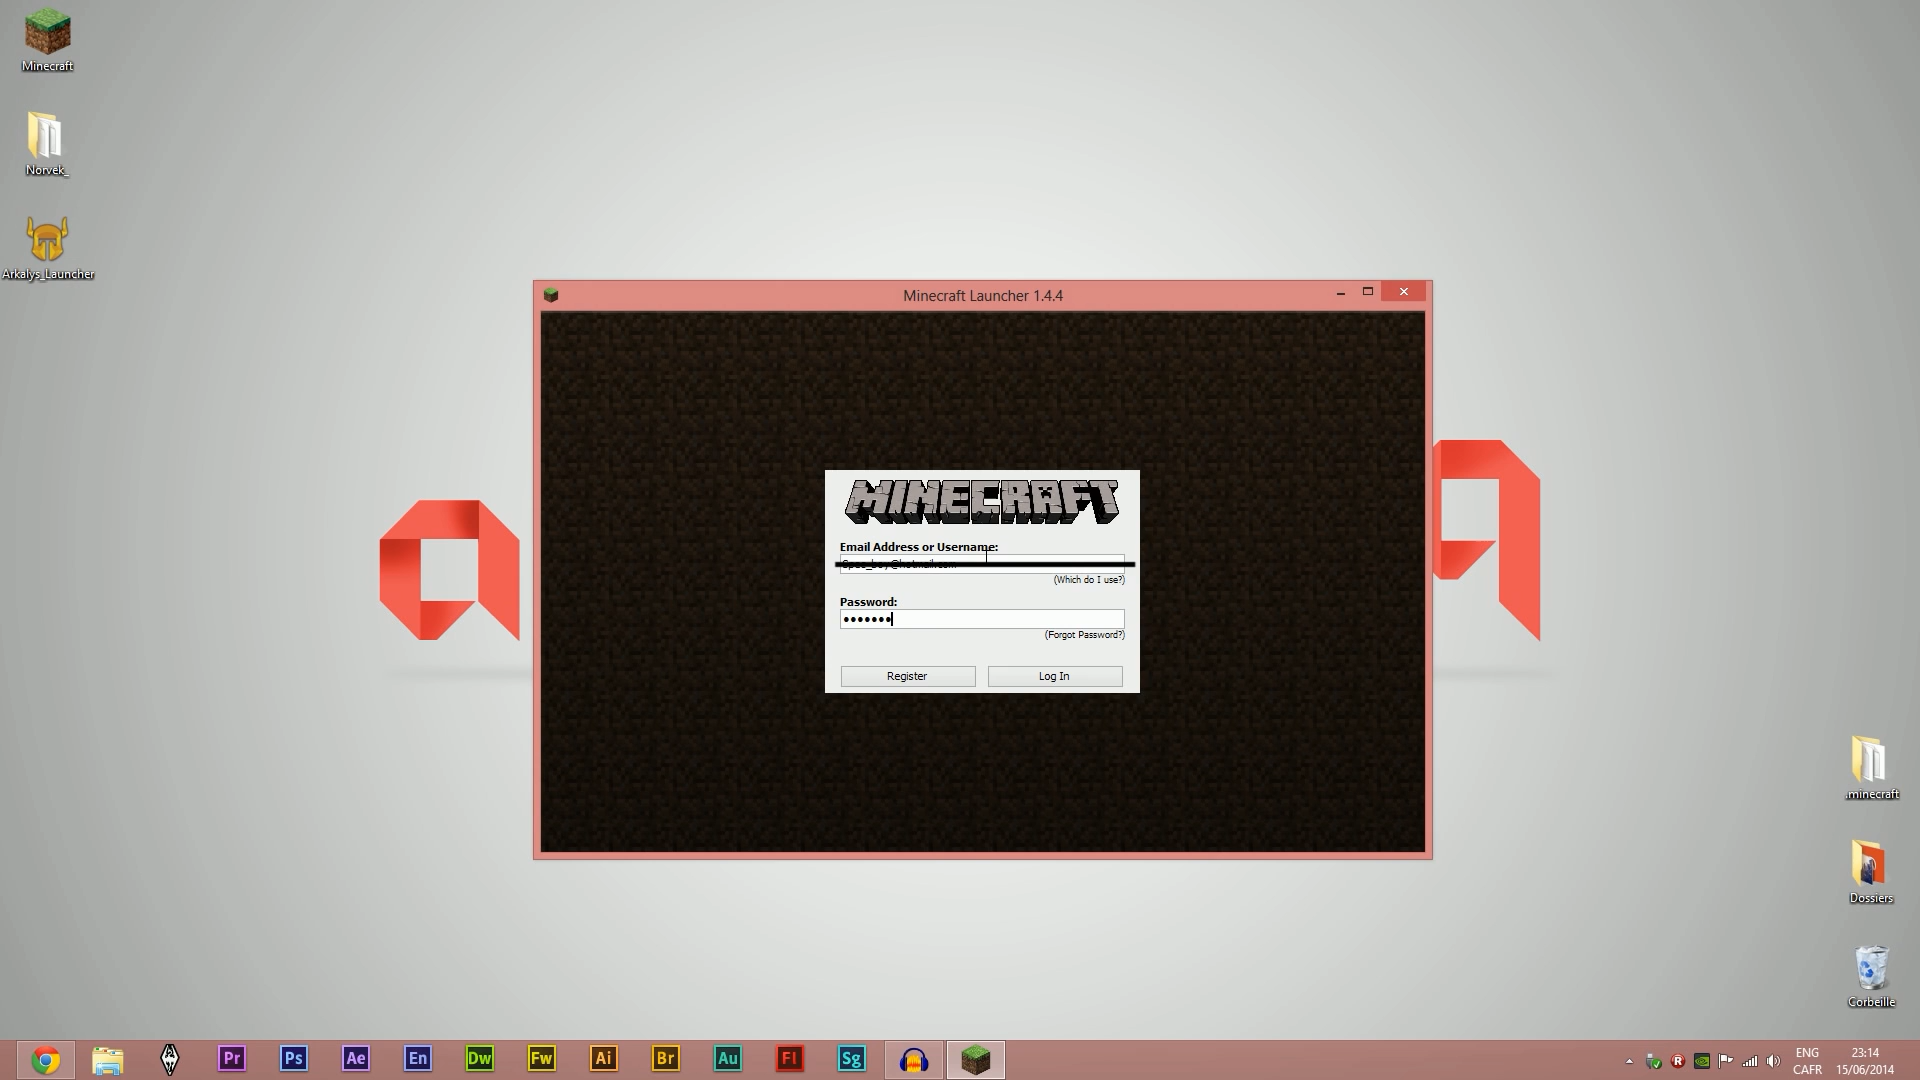 Minecraft
Norvek_
Arkalys_Launcher
Minecraft Launcher 1.4.4
MINECRAFT
Email Address or Username:
(Which do I use?)
Password:
(Forgot Password?)
Register
Log In
.minecraft
Dossiers
Corbeille
Pr
Ps
Ae
En
Dw
Fw
Ai
Br
Au
Fl
Sg
R
ENG
CAFR
23:14
15/06/2014